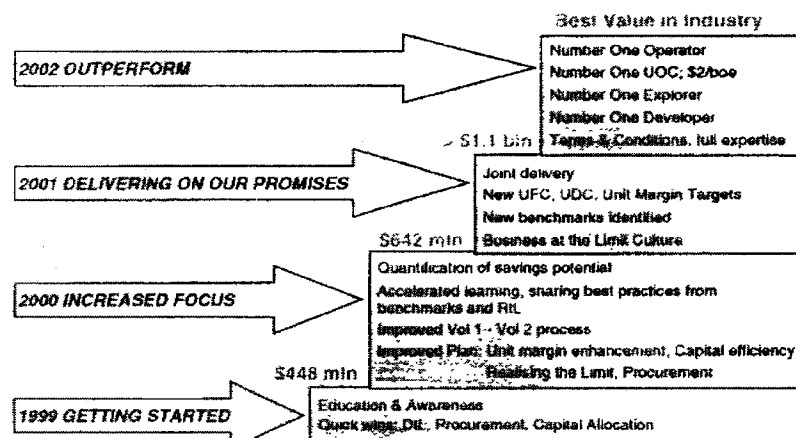 Best Value in Industry
2002 OUTPERFORM
Number One Operator
Number One UOC; $2/boe
Number One Explorer
Number One Developer
Terms & Conditions, full expertise
~ $1.1 bln
2001 DELIVERING ON OUR PROMISES
Joint delivery
New UFC, UDC, Unit Margin Targets
New benchmarks identified
Business at the Limit Culture
$642 mln
2000 INCREASED FOCUS
Quantification of savings potential
Accelerated learning, sharing best practices from
benchmarks and RtL
Improved Vol 1 - Vol 2 process
Improved Plan: Unit margin enhancement, Capital efficiency
Realising the Limit, Procurement
$448 mln
1999 GETTING STARTED
Education & Awareness
Quick wins: DtL, Procurement, Capital Allocation